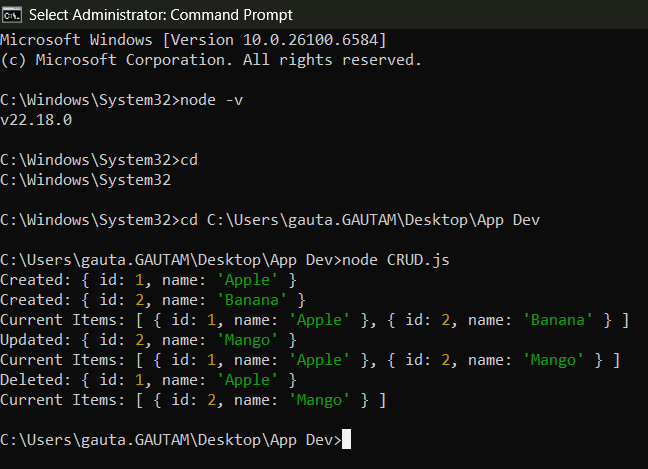 Select Administrator: Command Prompt
Microsoft Windows [Version 10.0.26100.6584]
(c) Microsoft Corporation. All rights reserved.
C:\Windows\System32>node -v
v22.18.0
C:\Windows\System32>cd
C:\Windows\System32
C:\Windows\System32>cd C:\Users\gauta.GAUTAM\Desktop\App Dev
C:\Users\gauta.GAUTAM\Desktop\App Dev>node CRUD.js
Created: { id: 1, name: 'Apple' }
Created: { id: 2, name: 'Banana' }
Current Items: [ { id: 1, name: 'Apple' }, { id: 2, name: 'Banana' } ]
Updated: { id: 2, name: 'Mango' }
Current Items: [ { id: 1, name: 'Apple' }, { id: 2, name: 'Mango' } ]
Deleted: { id: 1, name: 'Apple' }
Current Items: [ { id: 2, name: 'Mango' } ]
C:\Users\gauta.GAUTAM\Desktop\App Dev>